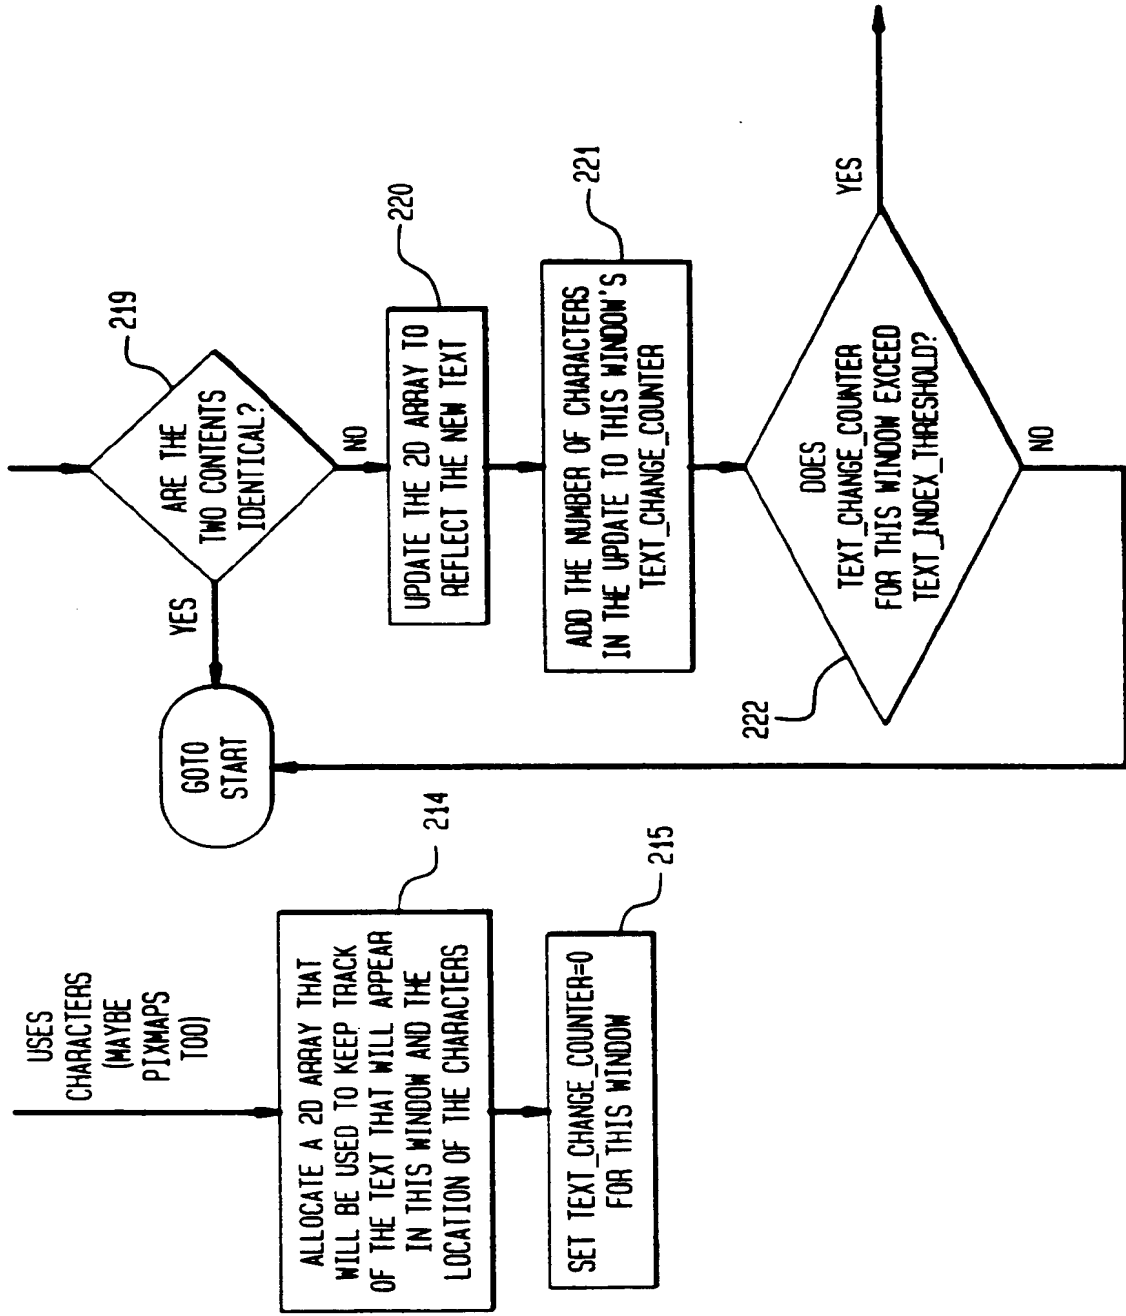 USES
CHARACTERS
(MAYBE
PIXMAPS
TOO)
ALLOCATE A 2D ARRAY THAT
WILL BE USED TO KEEP TRACK
OF THE TEXT THAT WILL APPEAR
IN THIS WINDOW AND THE
LOCATION OF THE CHARACTERS
214
SET TEXT_CHANGE_COUNTER=0
FOR THIS WINDOW
215
GOTO
START
YES
ARE THE
TWO CONTENTS
IDENTICAL?
219
NO
UPDATE THE 2D ARRAY TO
REFLECT THE NEW TEXT
220
ADD THE NUMBER OF CHARACTERS
IN THE UPDATE TO THIS WINDOW'S
TEXT_CHANGE_COUNTER
221
222
DOES
TEXT_CHANGE_COUNTER
FOR THIS WINDOW EXCEED
TEXT_INDEX_THRESHOLD?
YES
NO